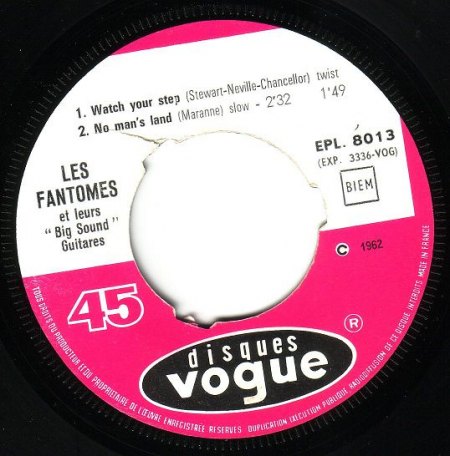 1. Watch your step (Stewart-Neville-Chancellor) twist 1'49
2. No man's land (Maranne) slow - 2'32
LES
FANTOMES
et leurs
"Big Sound"
Guitares
EPL. 8013
(EXP. 3336-VOG)
BIEM
C 1962
45
R
disques
vogue
TOUS DROITS DU PRODUCTEUR ET DU PROPRIETAIRE DE L'ŒUVRE ENREGISTREE RESERVES - DUPLICATION EXECUTION PUBLIQUE RADIODIFFUSION DE CE DISQUE INTERDITS MADE IN FRANCE